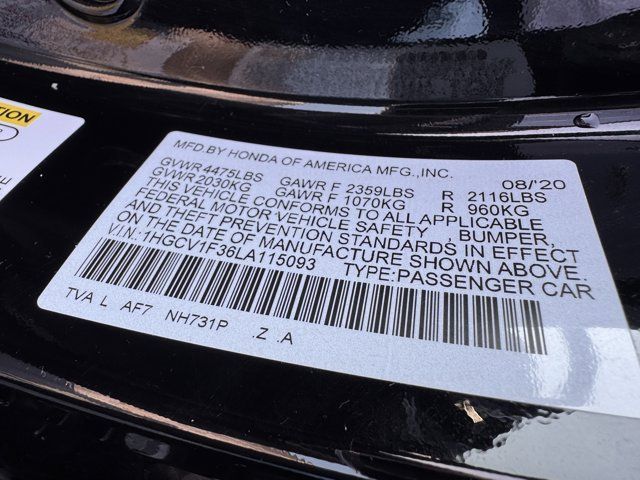 TION
MFD.BY HONDA OF AMERICA MFG.,INC. 08/'20
GVWR 4475LBS GAWR F 2359LBS R 2116LBS
GVWR 2030KG GAWR F 1070KG R 960KG
THIS VEHICLE CONFORMS TO ALL APPLICABLE
FEDERAL MOTOR VEHICLE SAFETY , BUMPER,
AND THEFT PREVENTION STANDARDS IN EFFECT
ON THE DATE OF MANUFACTURE SHOWN ABOVE.
V.I.N: 1HGCV1F36LA115093 TYPE:PASSENGER CAR
TVA L AF7 NH731P .Z .A